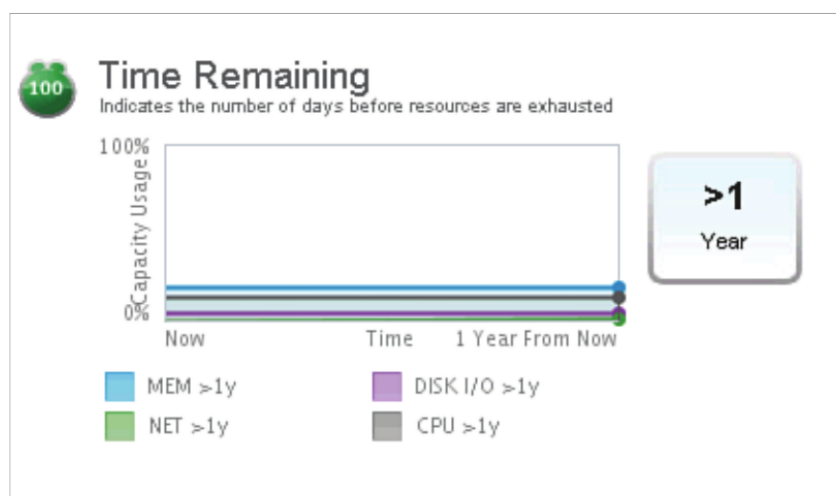 100
Time Remaining
Indicates the number of days before resources are exhausted
100%
Capacity Usage
0%
Now Time 1 Year From Now
>1
Year
MEM >1y DISK I/O >1y
NET >1y CPU >1y